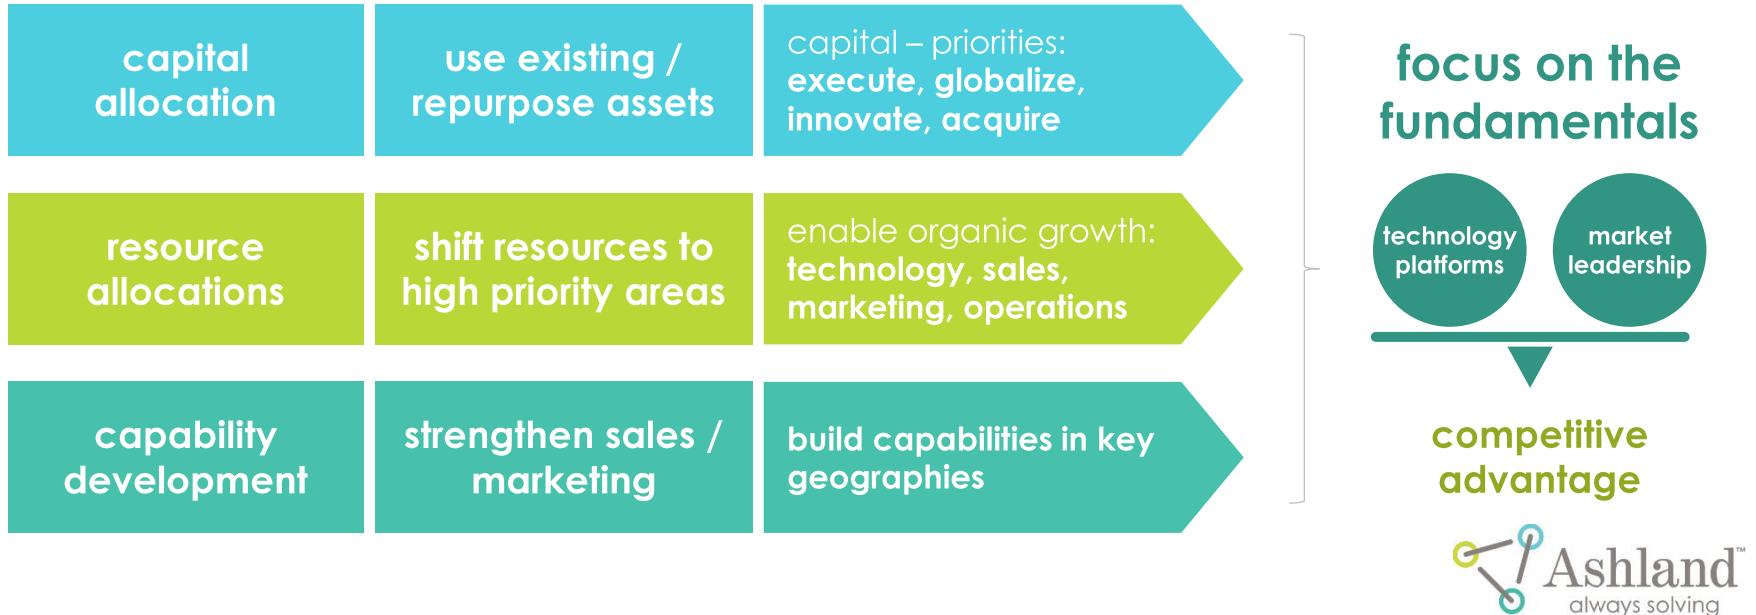 capital
allocation
use existing /
repurpose assets
capital – priorities:
execute, globalize,
innovate, acquire
resource
allocations
shift resources to
high priority areas
enable organic growth:
technology, sales,
marketing, operations
capability
development
strengthen sales /
marketing
build capabilities in key
geographies
focus on the
fundamentals
technology
platforms
market
leadership
competitive
advantage
Ashland™
always solving